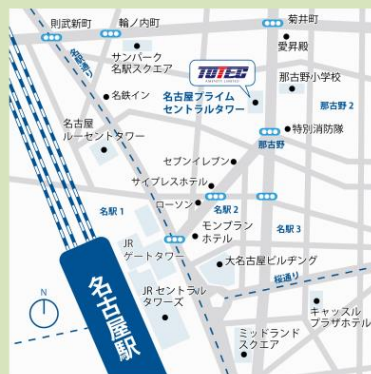 則武新町
輪ノ内町
菊井町
サンパーク
名駅スクエア
愛昇殿
名駅通り
TOTEC
那古野小学校
名鉄イン
名古屋プライム
セントラルタワー
那古野 2
名古屋
ルーセントタワー
特別消防隊
那古野
セブンイレブン
サイプレスホテル
名駅 1
ローソン
名駅 2
名駅 3
モンブラン
ホテル
JR
ゲートタワー
大名古屋ビルヂング
桜通り
N
名古屋駅
JR セントラル
タワーズ
キャッスル
プラザホテル
ミッドランド
スクエア